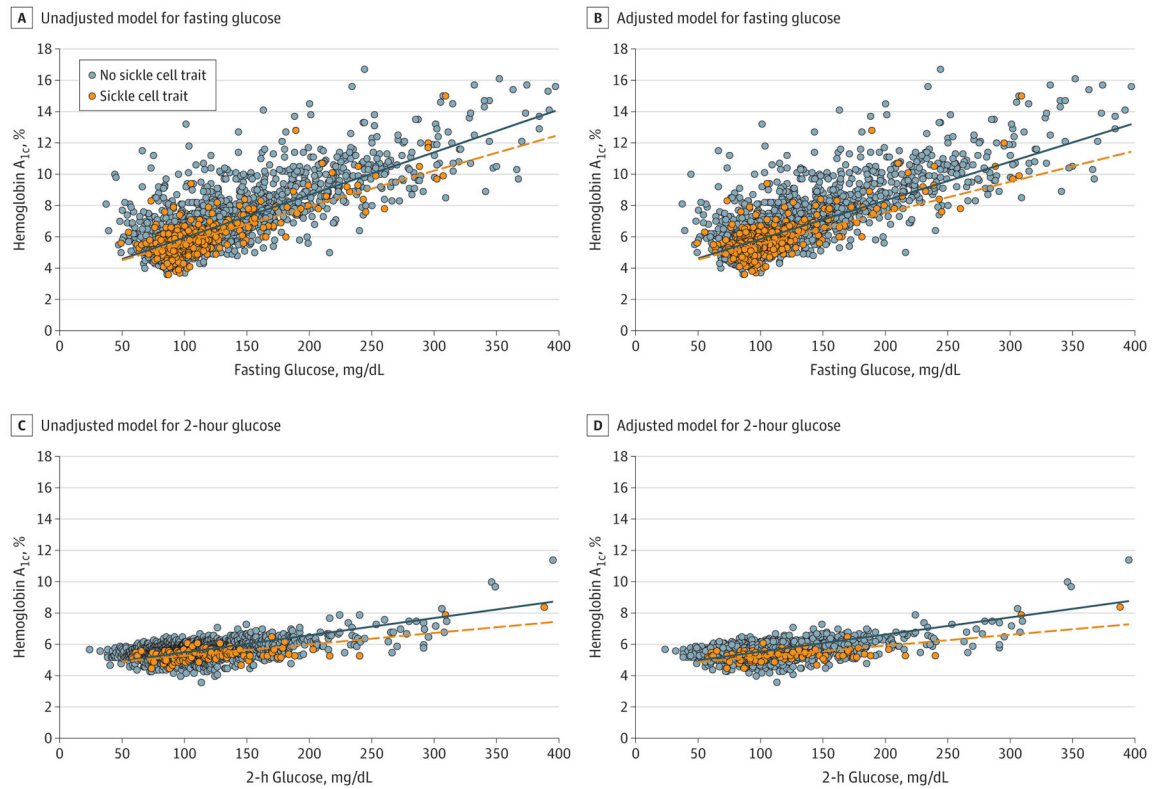 A Unadjusted model for fasting glucose
18
16
14
12
10
8
6
4
2
0
Hemoglobin A1c, %
No sickle cell trait
Sickle cell trait
0 50 100 150 200 250 300 350 400
Fasting Glucose, mg/dL
B Adjusted model for fasting glucose
18
16
14
12
10
8
6
4
2
0
Hemoglobin A1c, %
0 50 100 150 200 250 300 350 400
Fasting Glucose, mg/dL
C Unadjusted model for 2-hour glucose
18
16
14
12
10
8
6
4
2
0
Hemoglobin A1c, %
0 50 100 150 200 250 300 350 400
2-h Glucose, mg/dL
D Adjusted model for 2-hour glucose
18
16
14
12
10
8
6
4
2
0
Hemoglobin A1c, %
0 50 100 150 200 250 300 350 400
2-h Glucose, mg/dL